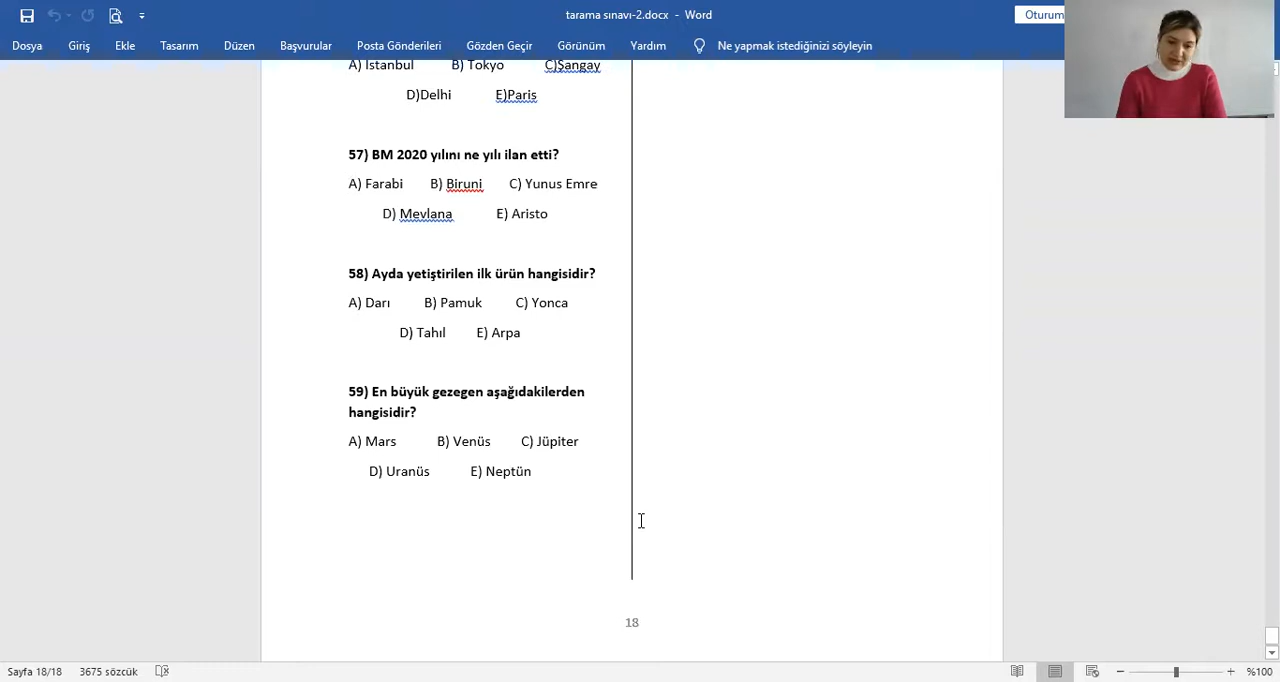 tarama sınavı-2.docx - Word
Oturum
Dosya Giriş Ekle Tasarım Düzen Başvurular Posta Gönderileri Gözden Geçir Görünüm Yardım Ne yapmak istediğinizi söyleyin
A) İstanbul B) Tokyo C)Şangay
D)Delhi E)Paris
57) BM 2020 yılını ne yılı ilan etti?
A) Farabi B) Biruni C) Yunus Emre
D) Mevlana E) Aristo
58) Ayda yetiştirilen ilk ürün hangisidir?
A) Darı B) Pamuk C) Yonca
D) Tahıl E) Arpa
59) En büyük gezegen aşağıdakilerden
hangisidir?
A) Mars B) Venüs C) Jüpiter
D) Uranüs E) Neptün
18
Sayfa 18/18 3675 sözcük %100